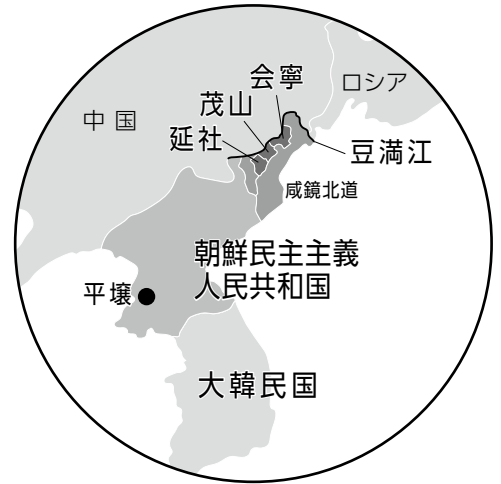 会寧
ロシア
茂山
中国
延社
豆満江
咸鏡北道
朝鮮民主主義
人民共和国
平壌
大韓民国